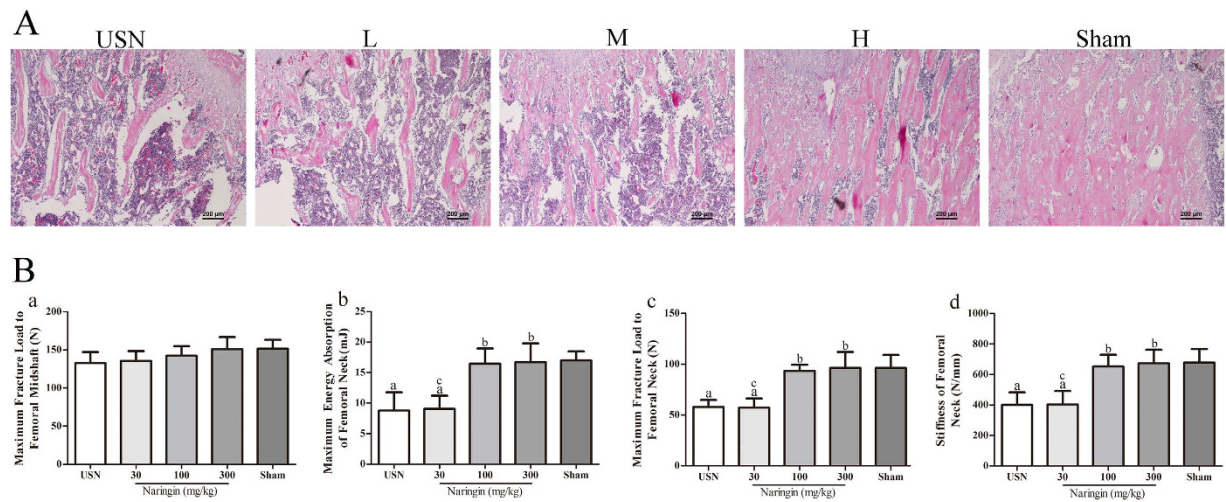 A
USN L M H Sham
200 µm 200 µm 200 µm 200 µm 200 µm
B
a
Maximum Fracture Load to
Femoral Midshaft (N)
200
150
100
50
0
USN 30 100 300 Sham
Naringin (mg/kg)
b
Maximum Energy Absorption
of Femoral Neck (mJ)
25
20
15
10
5
0
a
c
a
b
b
USN 30 100 300 Sham
Naringin (mg/kg)
c
Maximum Fracture Load to
Femoral Neck (N)
150
100
50
0
a
c
a
b
b
USN 30 100 300 Sham
Naringin (mg/kg)
d
Stiffness of Femoral
Neck (N/mm)
1000
800
600
400
200
0
a
c
a
b
b
USN 30 100 300 Sham
Naringin (mg/kg)